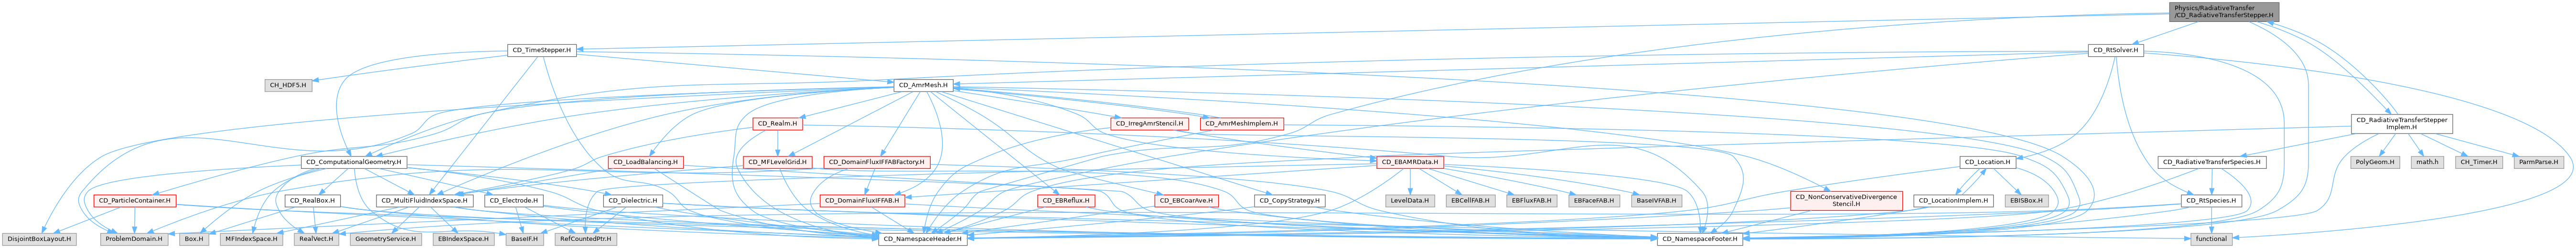 Physics/RadiativeTransfer
/CD_RadiativeTransferStepper.H
CD_TimeStepper.H
CD_RtSolver.H
CH_HDF5.H
CD_AmrMesh.H
CD_Realm.H
CD_IrregAmrStencil.H
CD_AmrMeshImplem.H
CD_RadiativeTransferStepper
Implem.H
CD_ComputationalGeometry.H
CD_LoadBalancing.H
CD_MFLevelGrid.H
CD_DomainFluxIFFABFactory.H
CD_EBAMRData.H
CD_Location.H
CD_RadiativeTransferSpecies.H
PolyGeom.H
math.H
CH_Timer.H
ParmParse.H
CD_ParticleContainer.H
CD_RealBox.H
CD_MultiFluidIndexSpace.H
CD_Electrode.H
CD_Dielectric.H
CD_DomainFluxIFFAB.H
CD_EBReflux.H
CD_EBCoarAve.H
CD_CopyStrategy.H
LevelData.H
EBCellFAB.H
EBFluxFAB.H
EBFaceFAB.H
BaseIVFAB.H
CD_NonConservativeDivergence
Stencil.H
CD_LocationImplem.H
EBISBox.H
CD_RtSpecies.H
DisjointBoxLayout.H
ProblemDomain.H
Box.H
MFIndexSpace.H
RealVect.H
GeometryService.H
EBIndexSpace.H
BaseIF.H
RefCountedPtr.H
CD_NamespaceHeader.H
CD_NamespaceFooter.H
functional